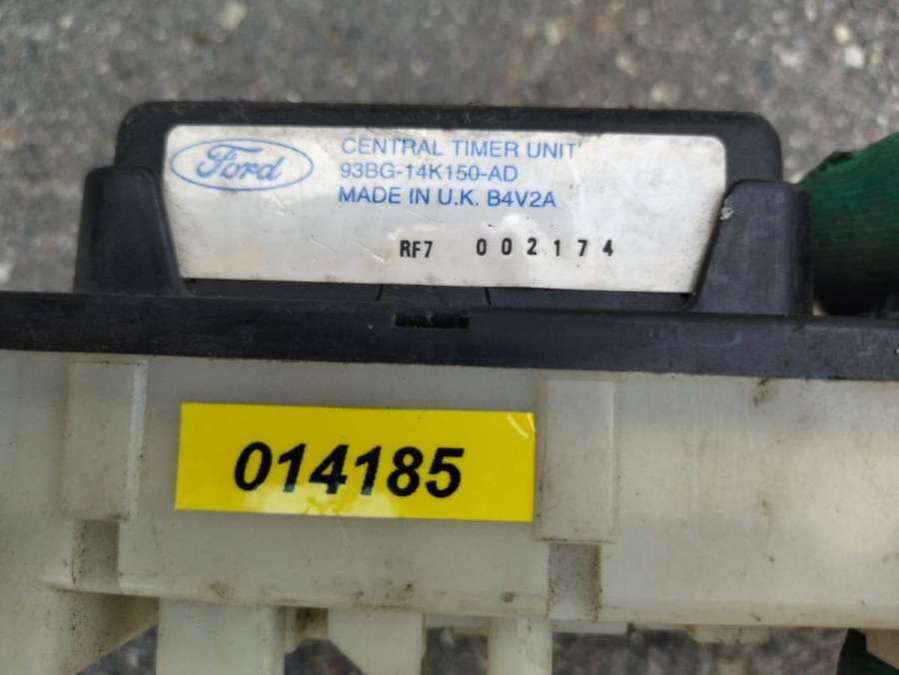 Ford
CENTRAL TIMER UNIT
93BG-14K150-AD
MADE IN U.K. B4V2A
RF7 002174
014185